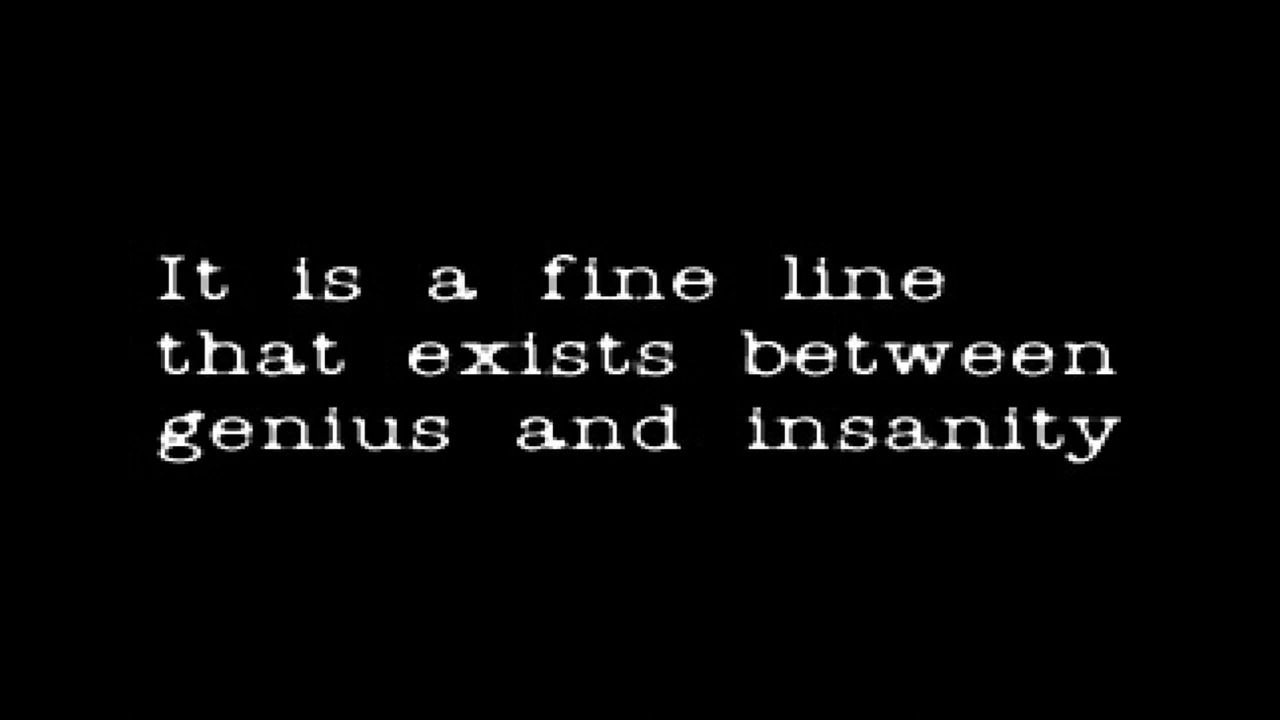 It is a fine line
that exists between
genius and insanity